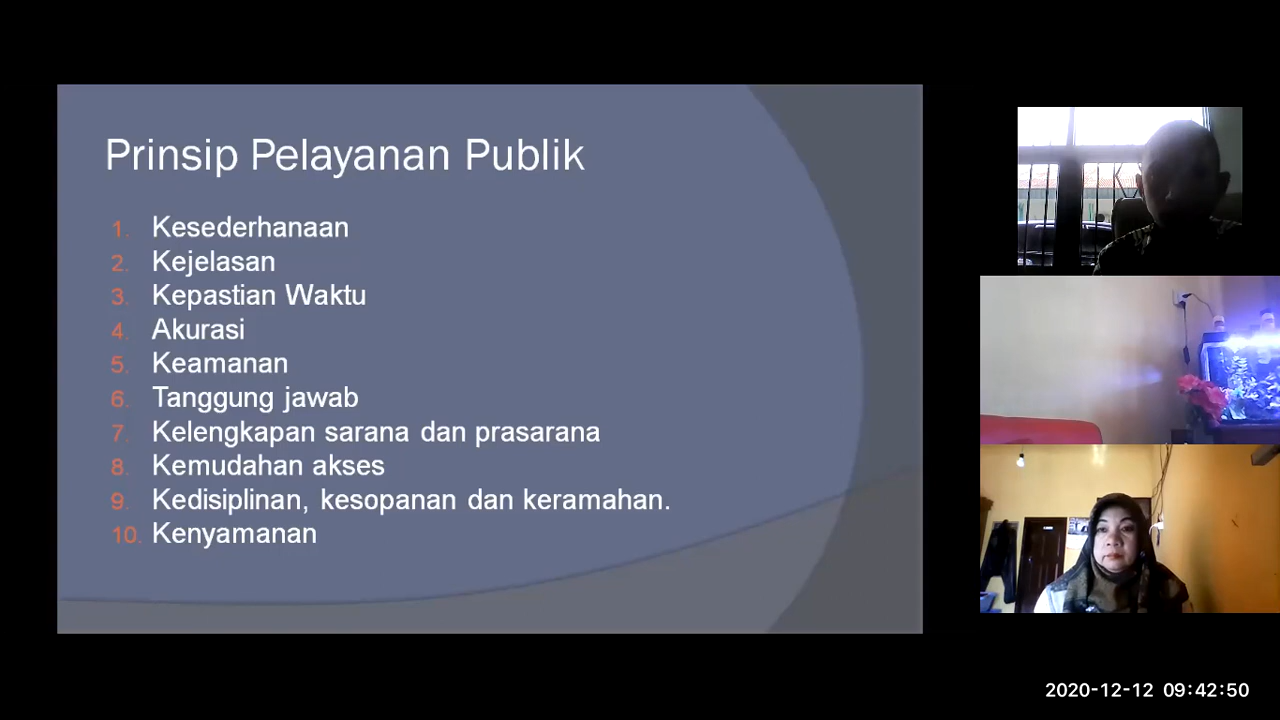 Prinsip Pelayanan Publik
1. Kesederhanaan
2. Kejelasan
3. Kepastian Waktu
4. Akurasi
5. Keamanan
6. Tanggung jawab
7. Kelengkapan sarana dan prasarana
8. Kemudahan akses
9. Kedisiplinan, kesopanan dan keramahan.
10. Kenyamanan
2020-12-12 09:42:50